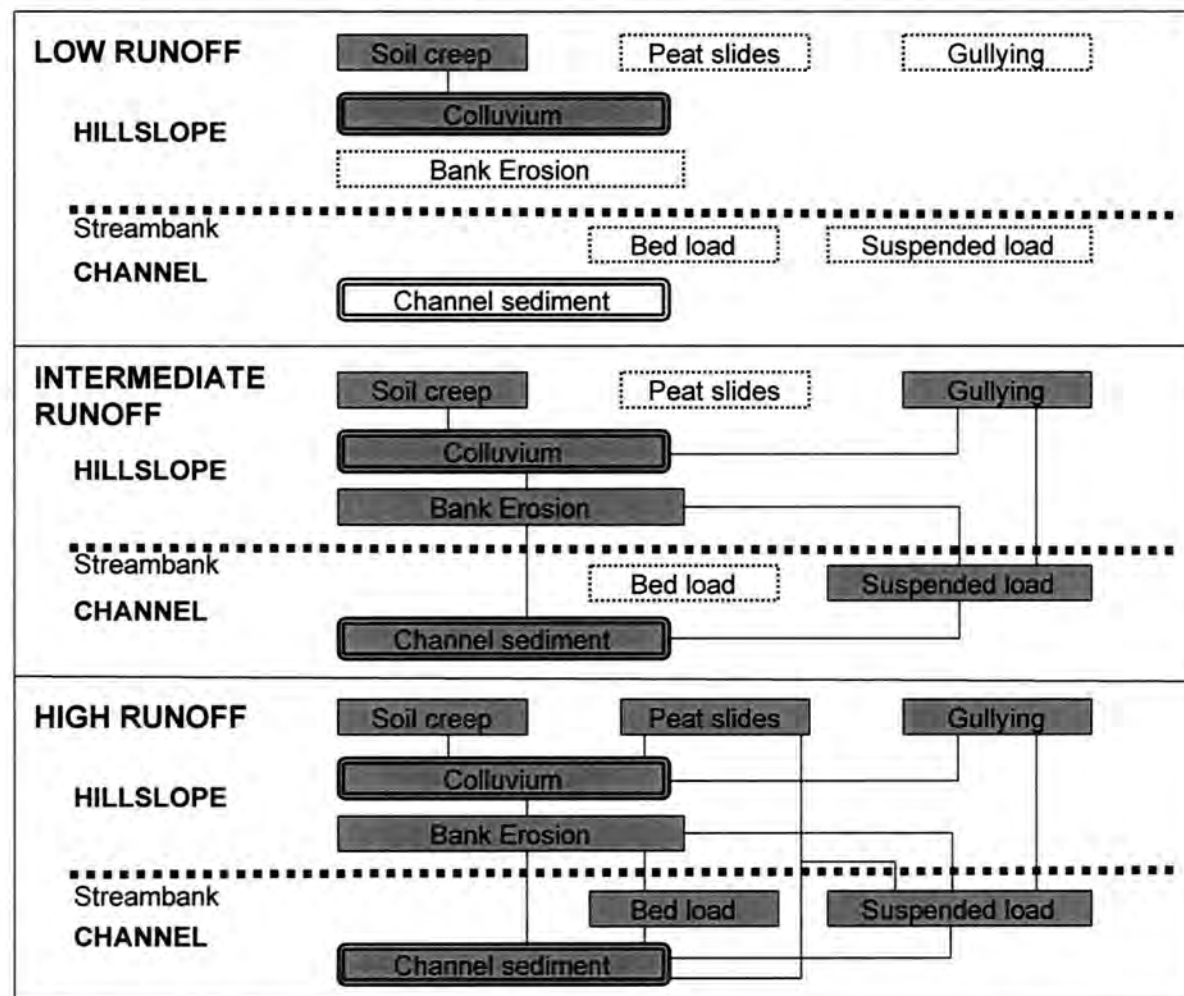 LOW RUNOFF
Soil creep
Peat slides
Gullying
Colluvium
HILLSLOPE
Bank Erosion
Streambank
Bed load
Suspended load
CHANNEL
Channel sediment
INTERMEDIATE
RUNOFF
Soil creep
Peat slides
Gullying
Colluvium
HILLSLOPE
Bank Erosion
Streambank
Bed load
Suspended load
CHANNEL
Channel sediment
HIGH RUNOFF
Soil creep
Peat slides
Gullying
Colluvium
HILLSLOPE
Bank Erosion
Streambank
Bed load
Suspended load
CHANNEL
Channel sediment